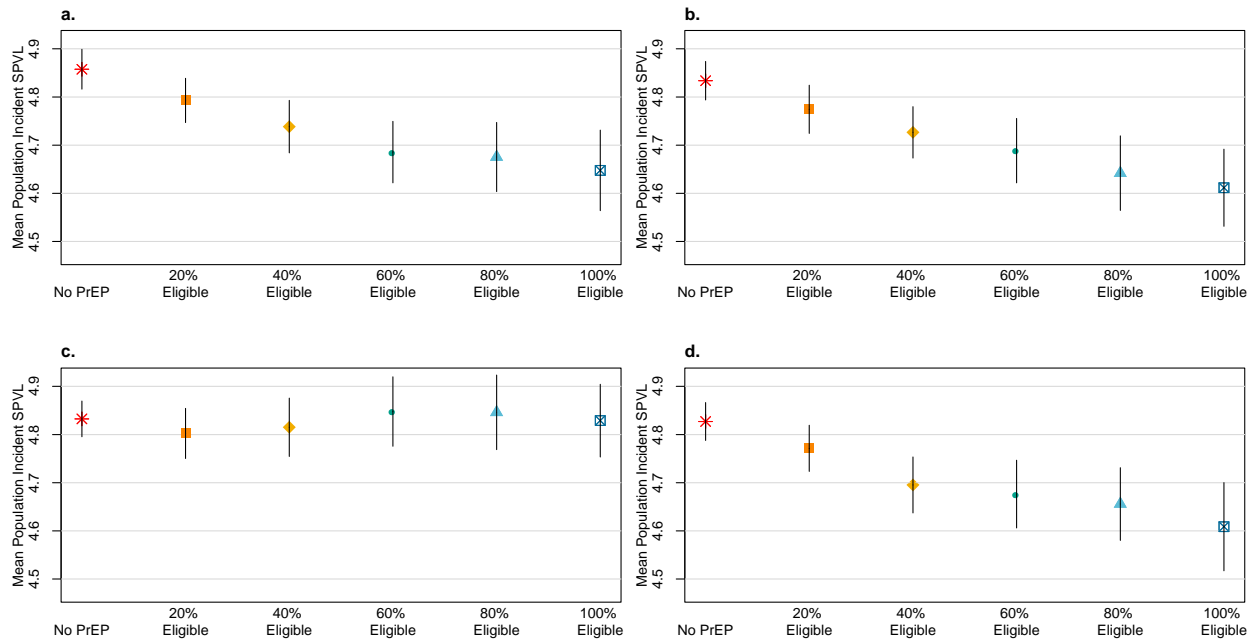 a.
Mean Population Incident SPVL
4.9
4.8
4.7
4.6
4.5
No PrEP
20%
Eligible
40%
Eligible
60%
Eligible
80%
Eligible
100%
Eligible
b.
Mean Population Incident SPVL
4.9
4.8
4.7
4.6
4.5
No PrEP
20%
Eligible
40%
Eligible
60%
Eligible
80%
Eligible
100%
Eligible
c.
Mean Population Incident SPVL
4.9
4.8
4.7
4.6
4.5
No PrEP
20%
Eligible
40%
Eligible
60%
Eligible
80%
Eligible
100%
Eligible
d.
Mean Population Incident SPVL
4.9
4.8
4.7
4.6
4.5
No PrEP
20%
Eligible
40%
Eligible
60%
Eligible
80%
Eligible
100%
Eligible